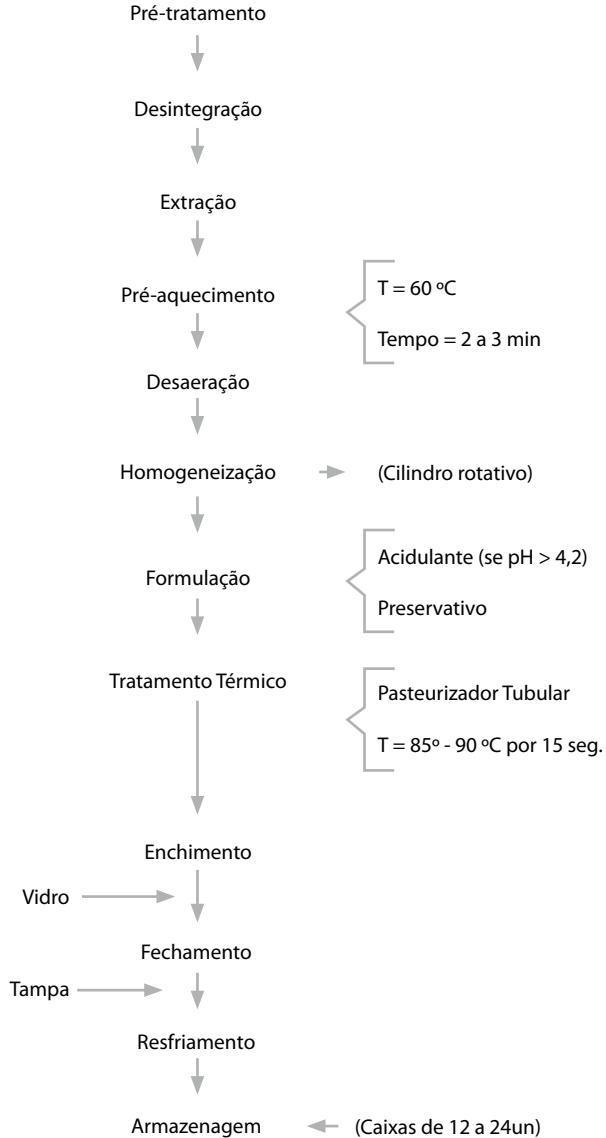 Pré-tratamento
Desintegração
Extração
Pré-aquecimento
T = 60 ºC
Tempo = 2 a 3 min
Desaeração
Homogeneização
(Cilindro rotativo)
Formulação
Acidulante (se pH > 4,2)
Preservativo
Tratamento Térmico
Pasteurizador Tubular
T = 85º - 90 ºC por 15 seg.
Enchimento
Vidro
Fechamento
Tampa
Resfriamento
Armazenagem
(Caixas de 12 a 24un)